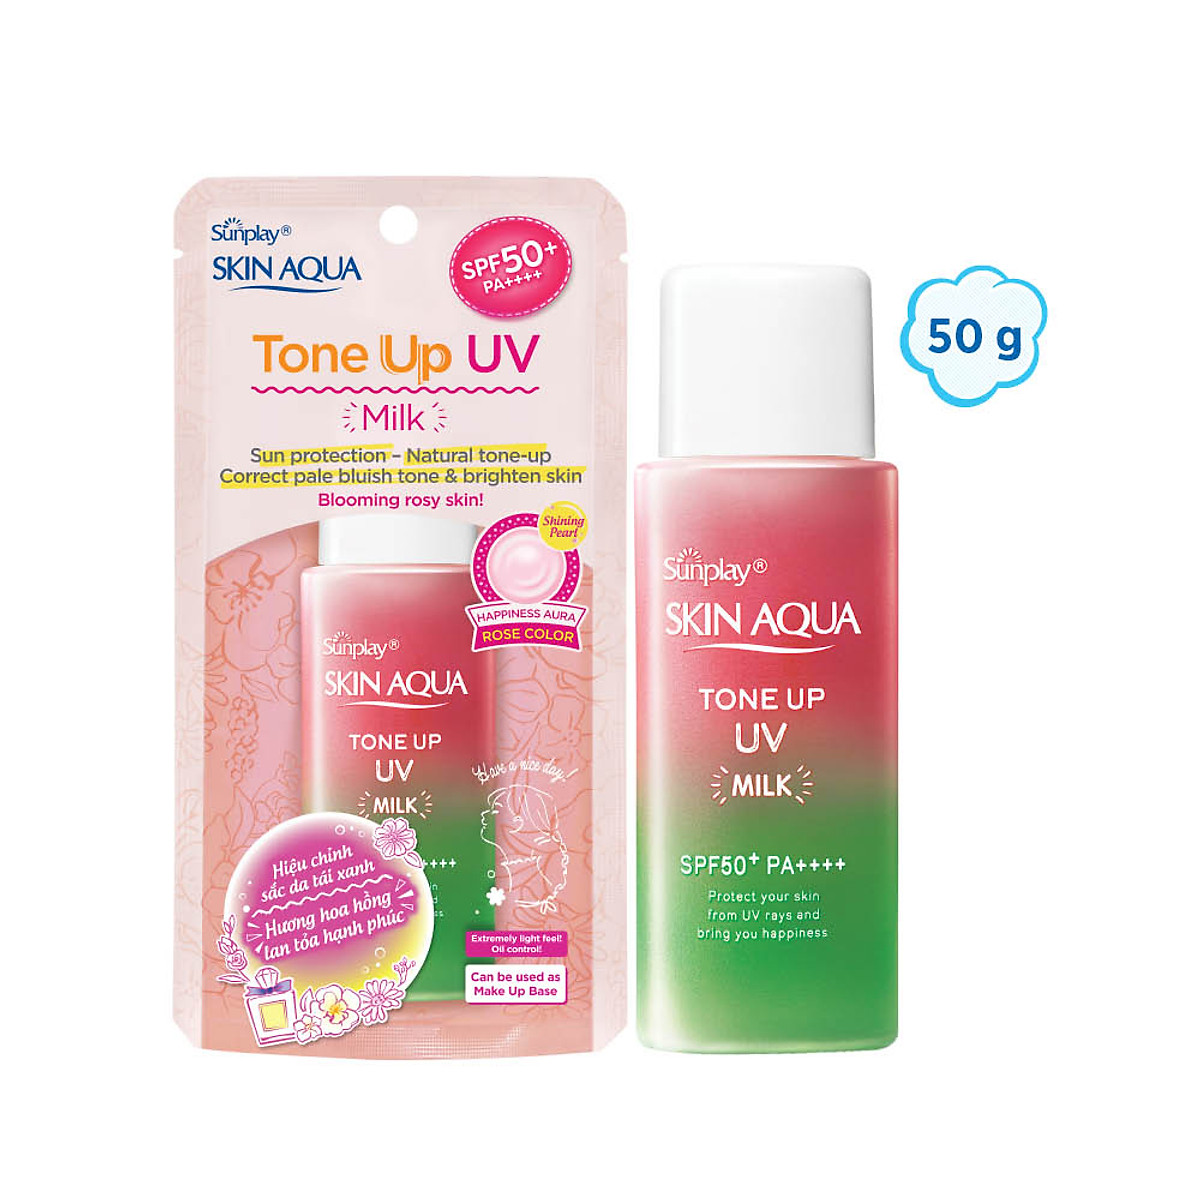 Sunplay®
SKIN AQUA
SPF50+
PA++++
Tone Up UV
Milk
Sun protection – Natural tone-up
Correct pale bluish tone & brighten skin
Blooming rosy skin!
Shining
Pearl
HAPPINESS AURA
ROSE COLOR
Sunplay®
SKIN AQUA
TONE UP
UV
MILK
Have a nice day!
Hiệu chỉnh
sắc da tái xanh
Hương hoa hồng
lan tỏa hạnh phúc
++++
Extremely light feel!
Oil control!
Can be used as
Make Up Base
Sunplay®
SKIN AQUA
TONE UP
UV
MILK
SPF50+ PA++++
Protect your skin
from UV rays and
bring you happiness
50 g